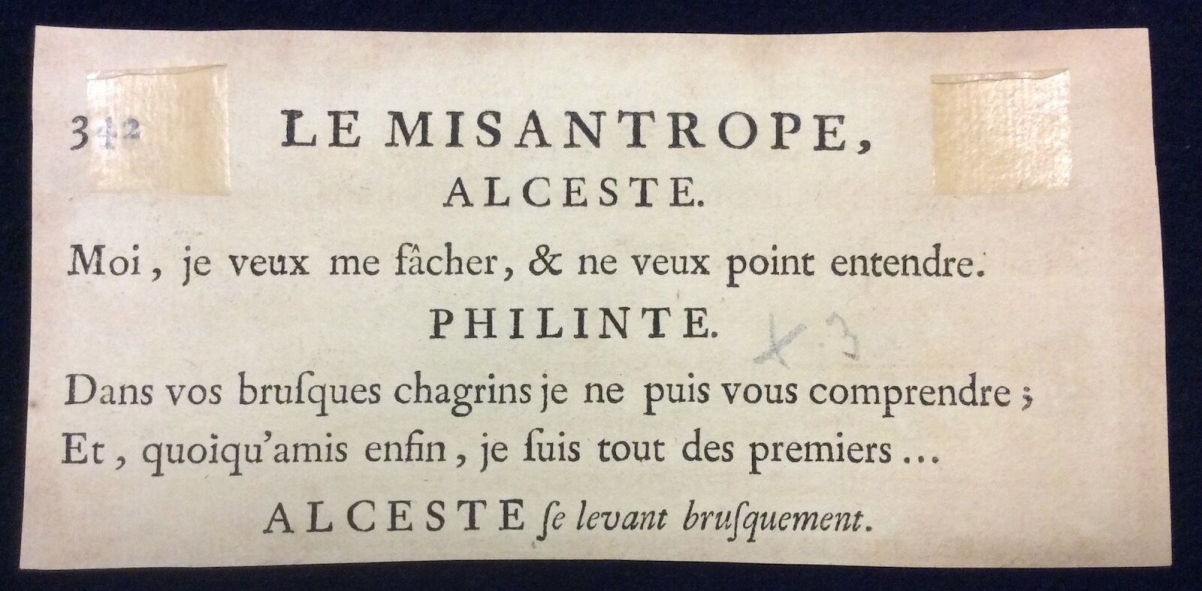 342 LE MISANTROPE,
ALCESTE.
Moi, je veux me fâcher, & ne veux point entendre.
PHILINTE.
x.3
Dans vos bruſques chagrins je ne puis vous comprendre ;
Et, quoiqu'amis enfin, je ſuis tout des premiers...
ALCESTE ſe levant bruſquement.